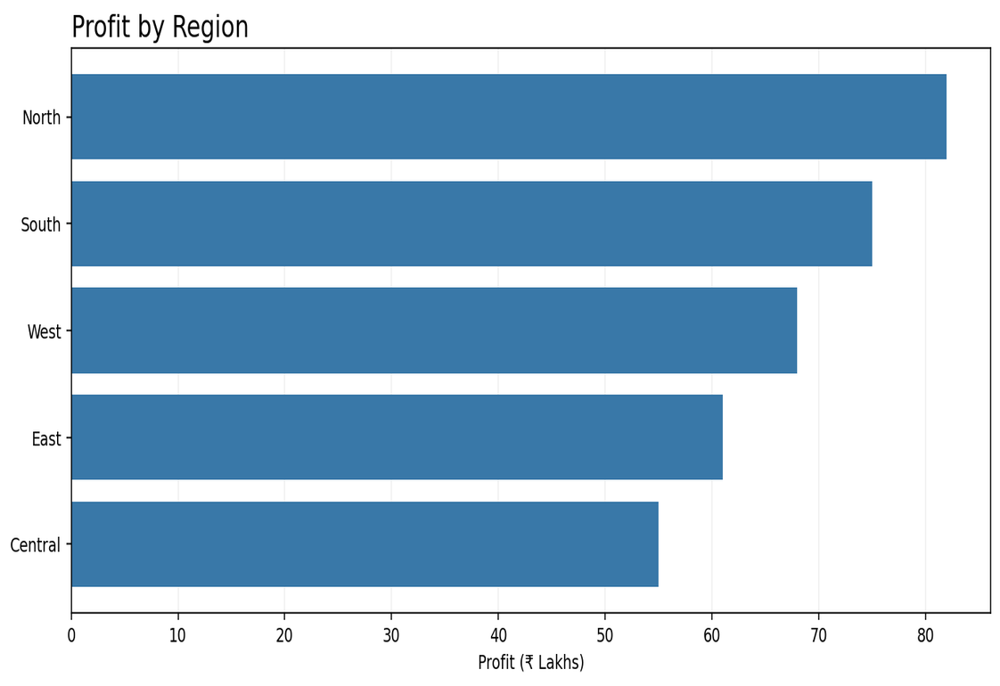 Profit by Region
North
South
West
East
Central
0 10 20 30 40 50 60 70 80
Profit (₹ Lakhs)